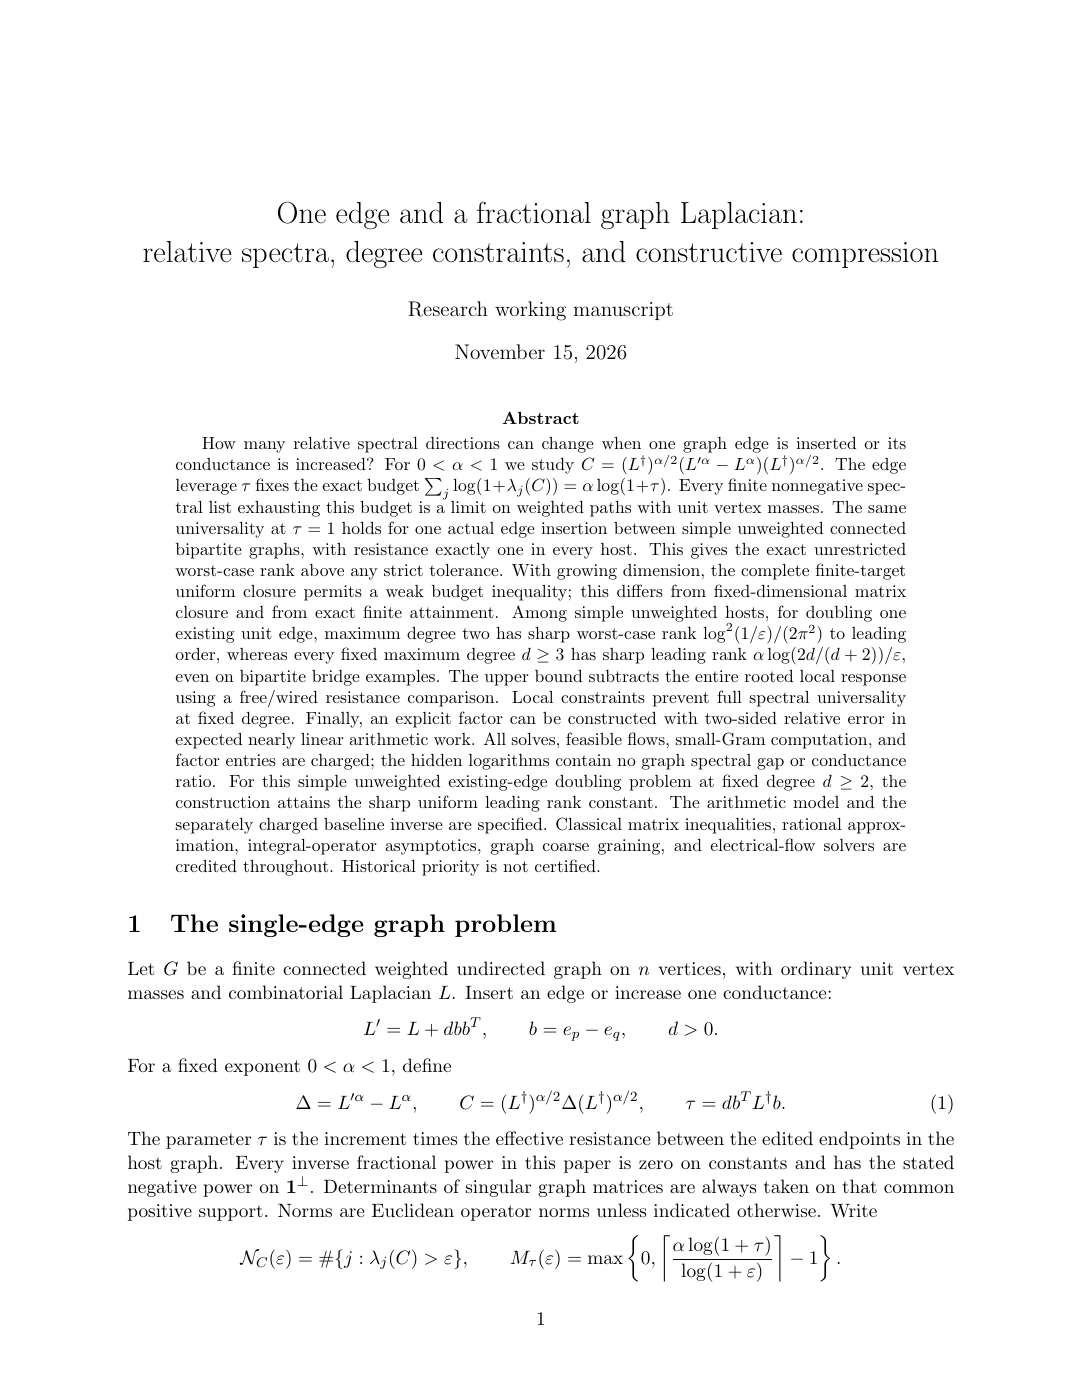 One edge and a fractional graph Laplacian:
relative spectra, degree constraints, and constructive compression
Research working manuscript
November 15, 2026
Abstract
How many relative spectral directions can change when one graph edge is inserted or its
conductance is increased? For 0 < α < 1 we study C = (L†)^{α/2}(L′^α − L^α)(L†)^{α/2}. The edge
leverage τ fixes the exact budget ∑_j log(1+λ_j(C)) = α log(1+τ). Every finite nonnegative spec-
tral list exhausting this budget is a limit on weighted paths with unit vertex masses. The same
universality at τ = 1 holds for one actual edge insertion between simple unweighted connected
bipartite graphs, with resistance exactly one in every host. This gives the exact unrestricted
worst-case rank above any strict tolerance. With growing dimension, the complete finite-target
uniform closure permits a weak budget inequality; this differs from fixed-dimensional matrix
closure and from exact finite attainment. Among simple unweighted hosts, for doubling one
existing unit edge, maximum degree two has sharp worst-case rank log²(1/ε)/(2π²) to leading
order, whereas every fixed maximum degree d ≥ 3 has sharp leading rank α log(2d/(d + 2))/ε,
even on bipartite bridge examples. The upper bound subtracts the entire rooted local response
using a free/wired resistance comparison. Local constraints prevent full spectral universality
at fixed degree. Finally, an explicit factor can be constructed with two-sided relative error in
expected nearly linear arithmetic work. All solves, feasible flows, small-Gram computation, and
factor entries are charged; the hidden logarithms contain no graph spectral gap or conductance
ratio. For this simple unweighted existing-edge doubling problem at fixed degree d ≥ 2, the
construction attains the sharp uniform leading rank constant. The arithmetic model and the
separately charged baseline inverse are specified. Classical matrix inequalities, rational approx-
imation, integral-operator asymptotics, graph coarse graining, and electrical-flow solvers are
credited throughout. Historical priority is not certified.
1 The single-edge graph problem
Let G be a finite connected weighted undirected graph on n vertices, with ordinary unit vertex
masses and combinatorial Laplacian L. Insert an edge or increase one conductance:
L′ = L + dbb^T, b = e_p − e_q, d > 0.
For a fixed exponent 0 < α < 1, define
Δ = L′^α − L^α, C = (L†)^{α/2}Δ(L†)^{α/2}, τ = db^T L†b. (1)
The parameter τ is the increment times the effective resistance between the edited endpoints in the
host graph. Every inverse fractional power in this paper is zero on constants and has the stated
negative power on 1^⊥. Determinants of singular graph matrices are always taken on that common
positive support. Norms are Euclidean operator norms unless indicated otherwise. Write
N_C(ε) = #{j : λ_j(C) > ε}, M_τ(ε) = max {0, ⌈α log(1 + τ)/log(1 + ε)⌉ − 1}.
1